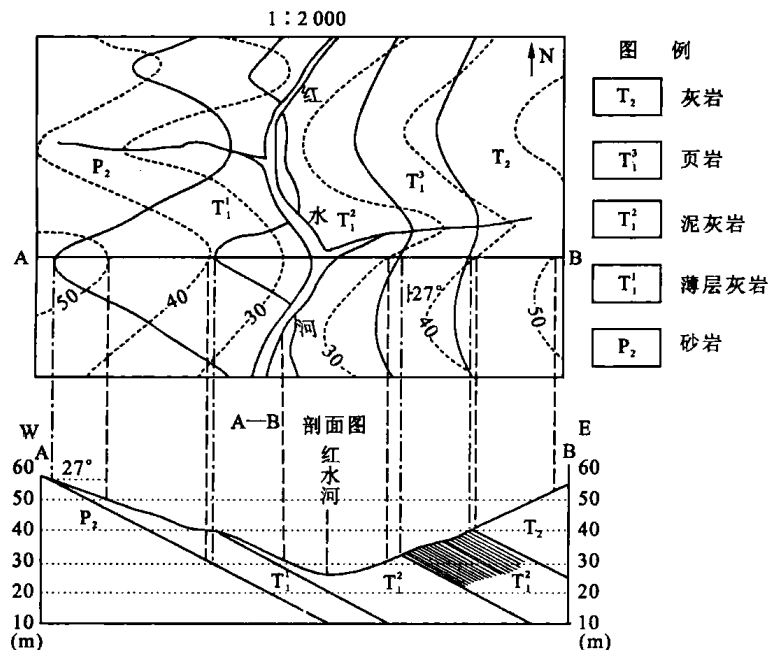 1：2000
N
图 例
T₂ 灰岩
T₁³ 页岩
T₁² 泥灰岩
T₁¹ 薄层灰岩
P₂ 砂岩
红
水
河
P₂
T₁¹
T₁²
T₁³
T₂
A
B
27°
50
40
30
30
40
50
A—B 剖面图
W
A
E
B
红
水
河
27°
60
50
40
30
20
10
(m)
60
50
40
30
20
10
(m)
P₂
T₁¹
T₁²
T₁²
T₂